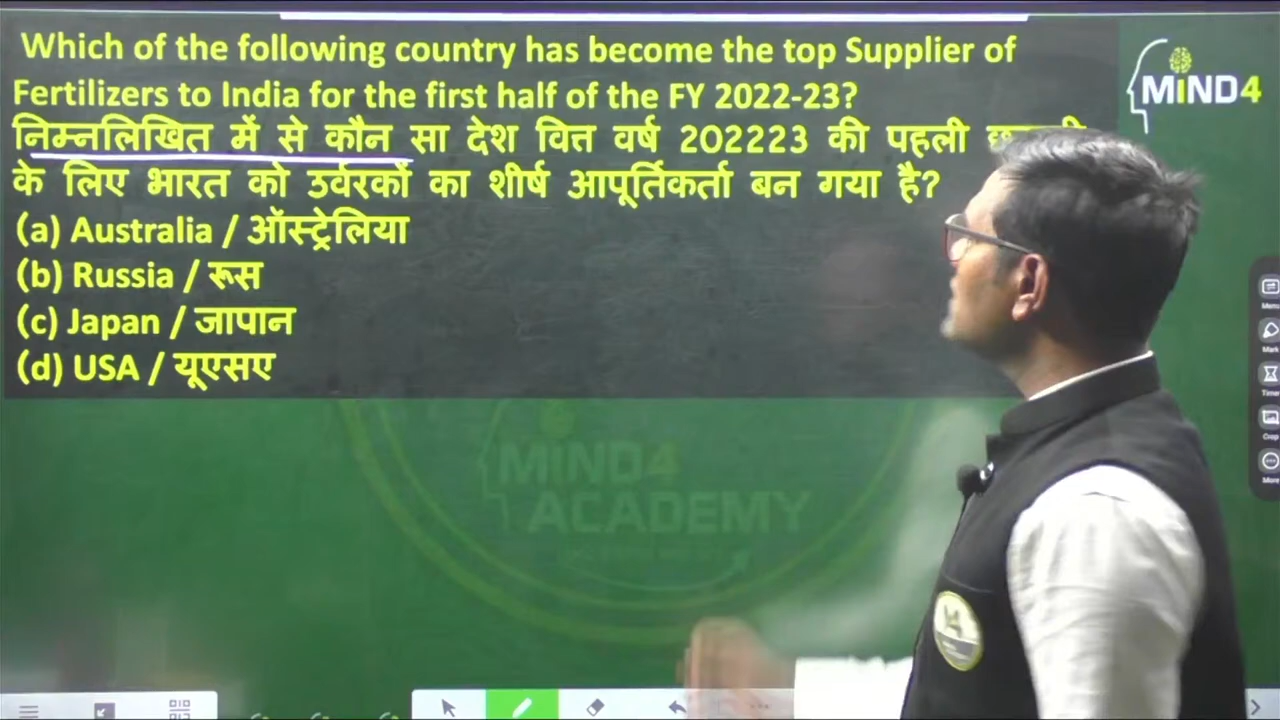 Which of the following country has become the top Supplier of
Fertilizers to India for the first half of the FY 2022-23?
निम्नलिखित में से कौन सा देश वित्त वर्ष 202223 की पहली
के लिए भारत को उर्वरकों का शीर्ष आपूर्तिकर्ता बन गया है?
(a) Australia / ऑस्ट्रेलिया
(b) Russia / रूस
(c) Japan / जापान
(d) USA / यूएसए
MiND4
MiND4
ACADEMY
Mark
More